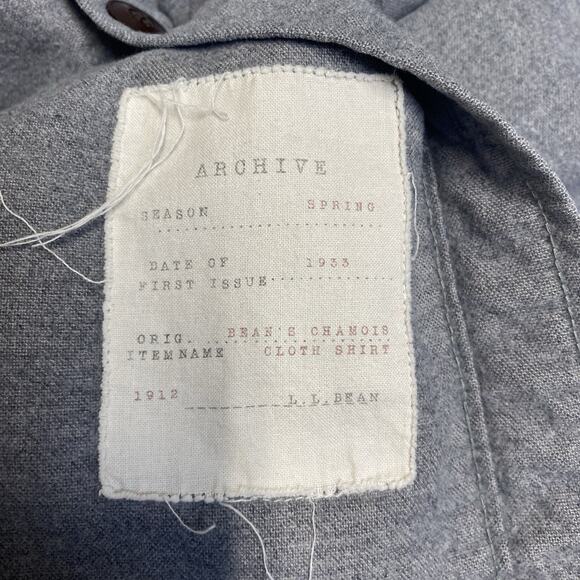 ARCHIVE
SEASON SPRING
DATE OF 1933
FIRST ISSUE
ORIG. BEAN'S CHAMOIS
ITEMNAME CLOTH SHIRT
1912 L.L.BEAN